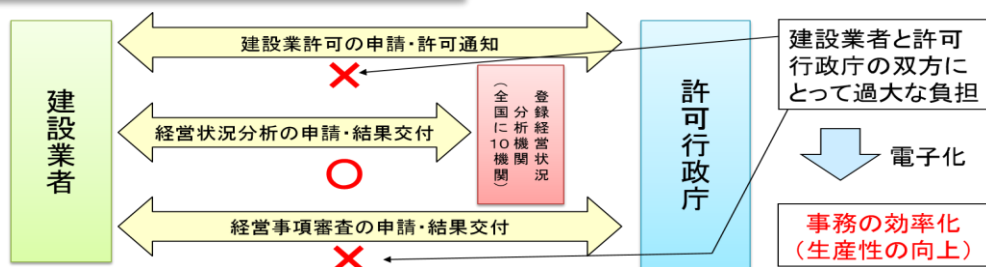 建設業者
建設業許可の申請・許可通知
×
経営状況分析の申請・結果交付
○
経営事項審査の申請・結果交付
×
登録経営状況
分析機関
（全国に10機関）
許可行政庁
建設業者と許可
行政庁の双方に
とって過大な負担
電子化
事務の効率化
（生産性の向上）